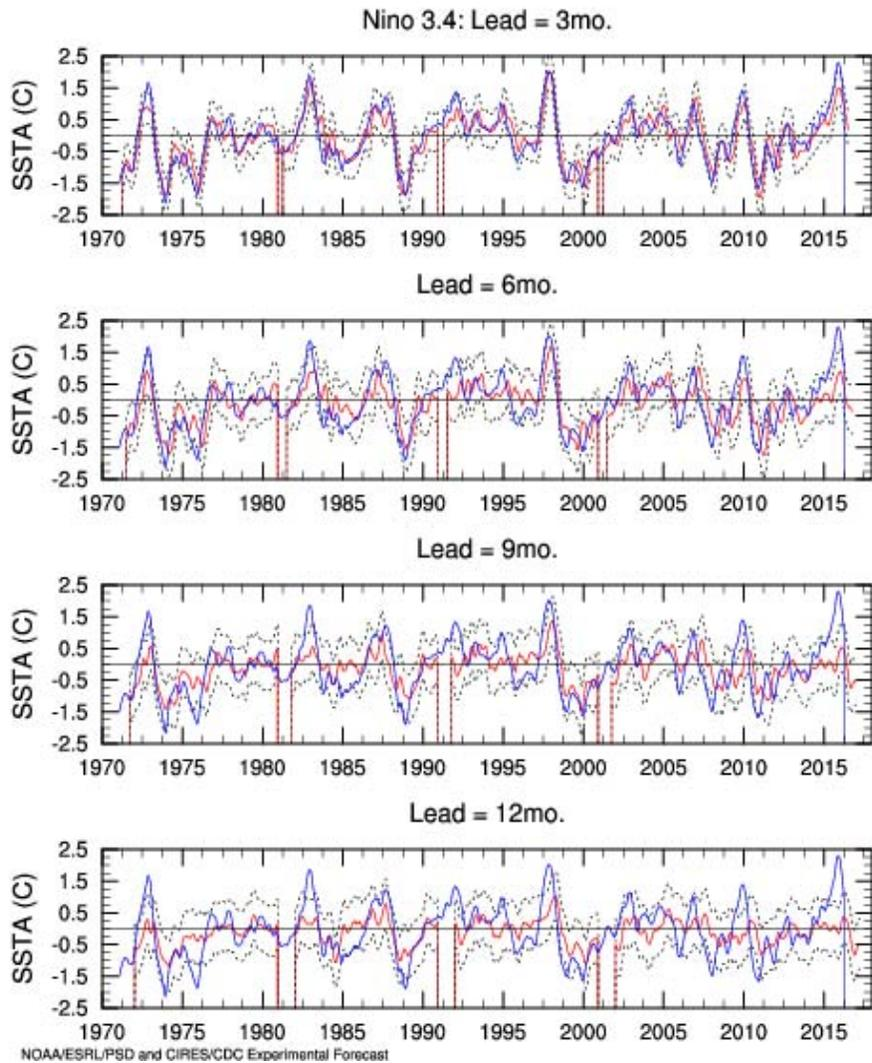 Nino 3.4: Lead = 3mo.
2.5
1.5
0.5
-0.5
-1.5
-2.5
SSTA (C)
1970 1975 1980 1985 1990 1995 2000 2005 2010 2015
Lead = 6mo.
2.5
1.5
0.5
-0.5
-1.5
-2.5
SSTA (C)
1970 1975 1980 1985 1990 1995 2000 2005 2010 2015
Lead = 9mo.
2.5
1.5
0.5
-0.5
-1.5
-2.5
SSTA (C)
1970 1975 1980 1985 1990 1995 2000 2005 2010 2015
Lead = 12mo.
2.5
1.5
0.5
-0.5
-1.5
-2.5
SSTA (C)
1970 1975 1980 1985 1990 1995 2000 2005 2010 2015
NOAA/ESRL/PSD and CIRES/CDC Experimental Forecast